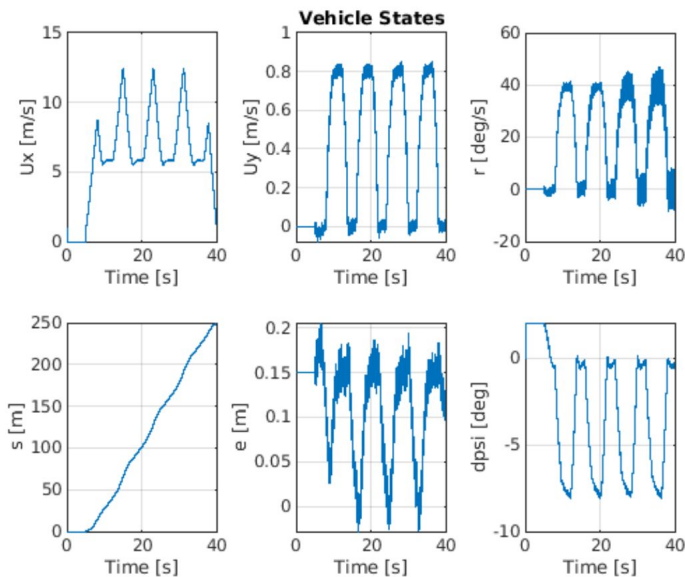 Vehicle States
Ux [m/s]
15
10
5
0
0 20 40
Time [s]
Uy [m/s]
1
0.8
0.6
0.4
0.2
0
0 20 40
Time [s]
r [deg/s]
60
40
20
0
-20
0 20 40
Time [s]
s [m]
250
200
150
100
50
0
0 20 40
Time [s]
e [m]
0.2
0.15
0.1
0.05
0
0 20 40
Time [s]
dpsi [deg]
0
-5
-10
0 20 40
Time [s]